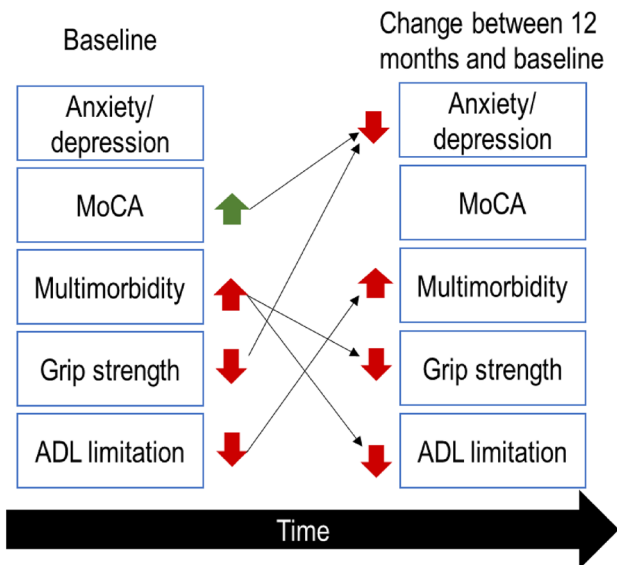 Baseline
Change between 12
months and baseline
Anxiety/
depression
MoCA
Multimorbidity
Grip strength
ADL limitation
Anxiety/
depression
MoCA
Multimorbidity
Grip strength
ADL limitation
Time